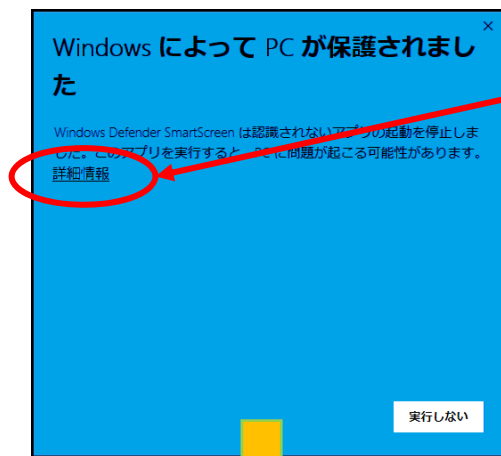 Windows によって PC が保護されまし
た
Windows Defender SmartScreen は認識されないアプリの起動を停止しま
した。このアプリを実行すると、PC に問題が起こる可能性があります。
詳細情報
実行しない